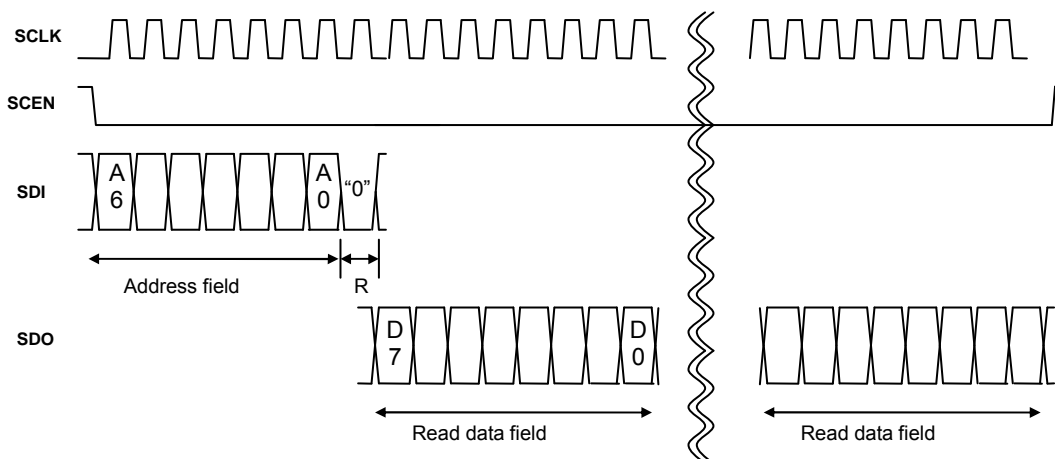 SCLK
SCEN
SDI
A
6
A
0
"0"
Address field
R
SDO
D
7
D
0
Read data field
Read data field